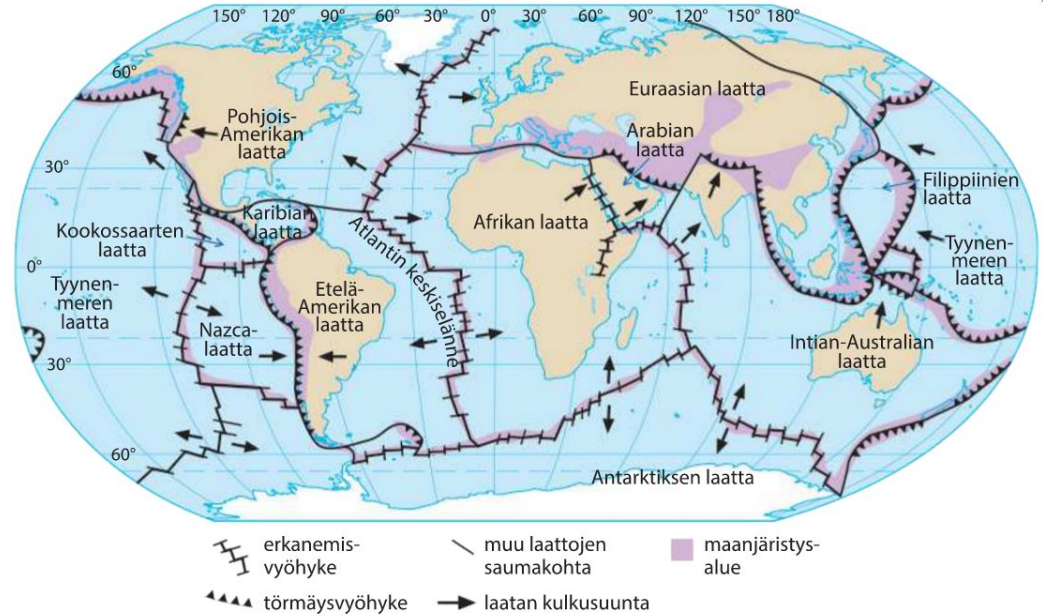 150° 120° 90° 60° 30° 0° 30° 60° 90° 120° 150° 180°
60°
30°
0°
30°
60°
Pohjois-
Amerikan
laatta
Euraasian laatta
Arabian
laatta
Filippiinien
laatta
Karibian
laatta
Kookossaarten
laatta
Afrikan laatta
Atlantin keskiselänne
Tyynen-
meren
laatta
Tyynen-
meren
laatta
Etelä-
Amerikan
laatta
Nazca-
laatta
Intian-Australian
laatta
Antarktiksen laatta
erkanemis-
vyöhyke
muu laattojen
saumakohta
maanjäristys-
alue
törmäysvyöhyke
laatan kulkusuunta